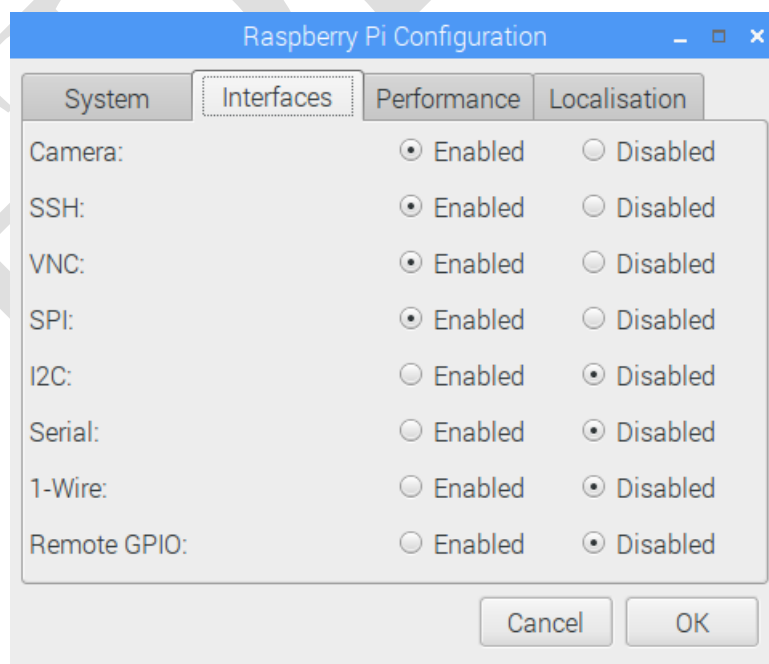 Raspberry Pi Configuration
System Interfaces Performance Localisation
Camera: Enabled Disabled
SSH: Enabled Disabled
VNC: Enabled Disabled
SPI: Enabled Disabled
I2C: Enabled Disabled
Serial: Enabled Disabled
1-Wire: Enabled Disabled
Remote GPIO: Enabled Disabled
Cancel OK